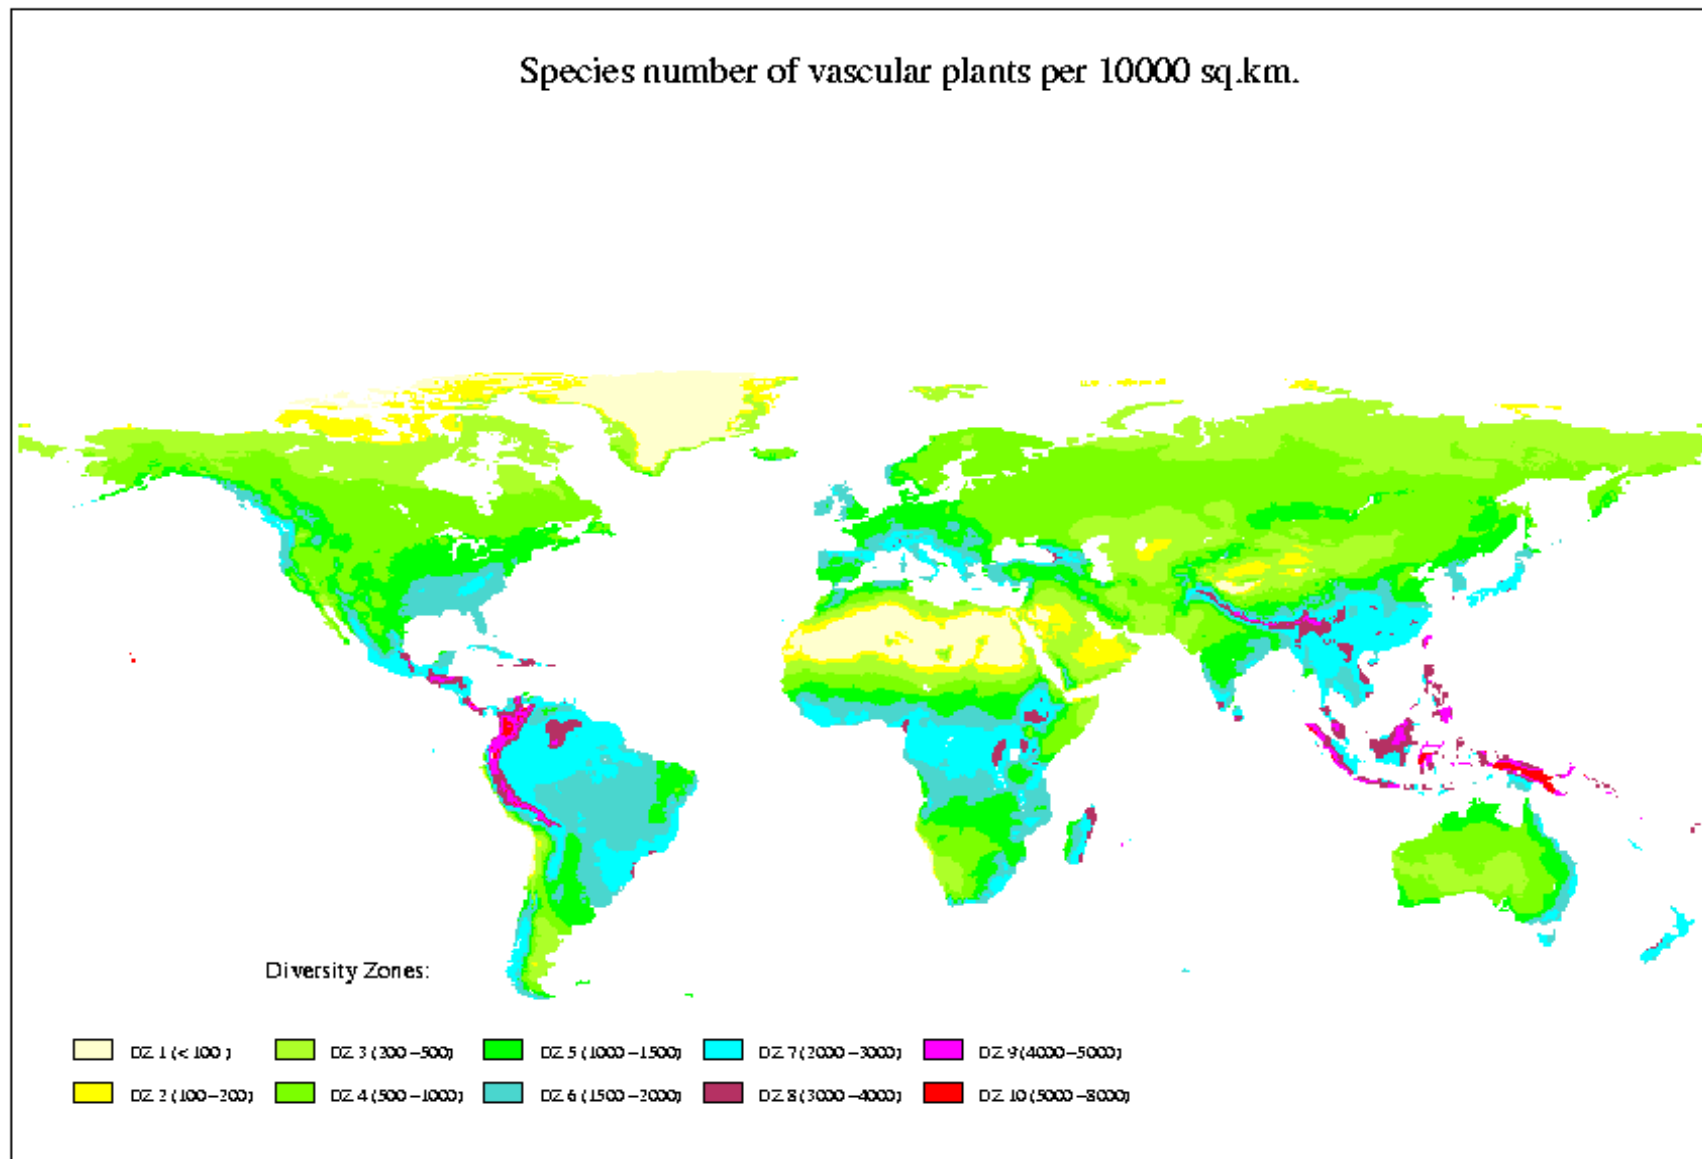 Species number of vascular plants per 10000 sq.km.
Diversity Zones:
DZ 1 (< 100 )
DZ 3 (200–500)
DZ 5 (1000–1500)
DZ 7 (2000–3000)
DZ 9 (4000–5000)
DZ 2 (100–200)
DZ 4 (500–1000)
DZ 6 (1500–2000)
DZ 8 (3000–4000)
DZ 10 (5000–8000)